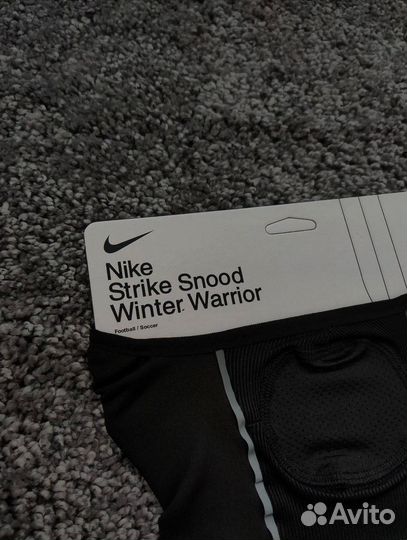 Nike
Strike Snood
Winter Warrior
Football / Soccer
Avito